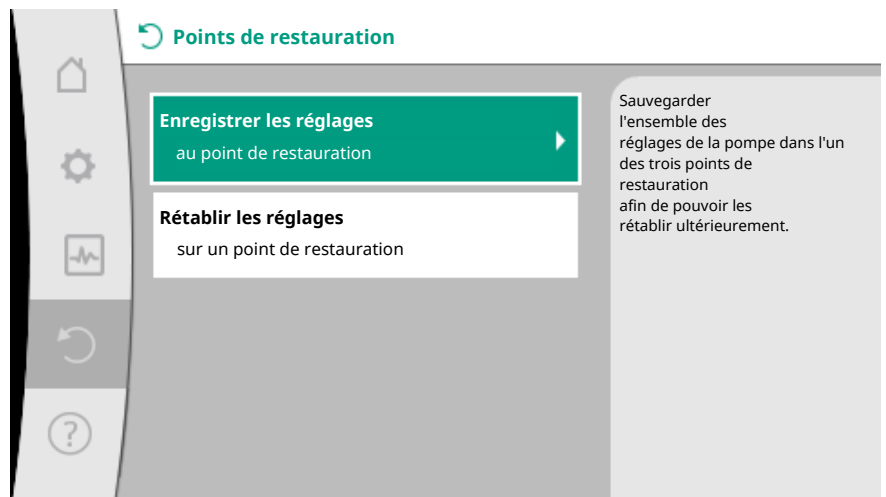 Points de restauration
Enregistrer les réglages
au point de restauration
Rétablir les réglages
sur un point de restauration
Sauvegarder
l'ensemble des
réglages de la pompe dans l'un
des trois points de
restauration
afin de pouvoir les
rétablir ultérieurement.
?